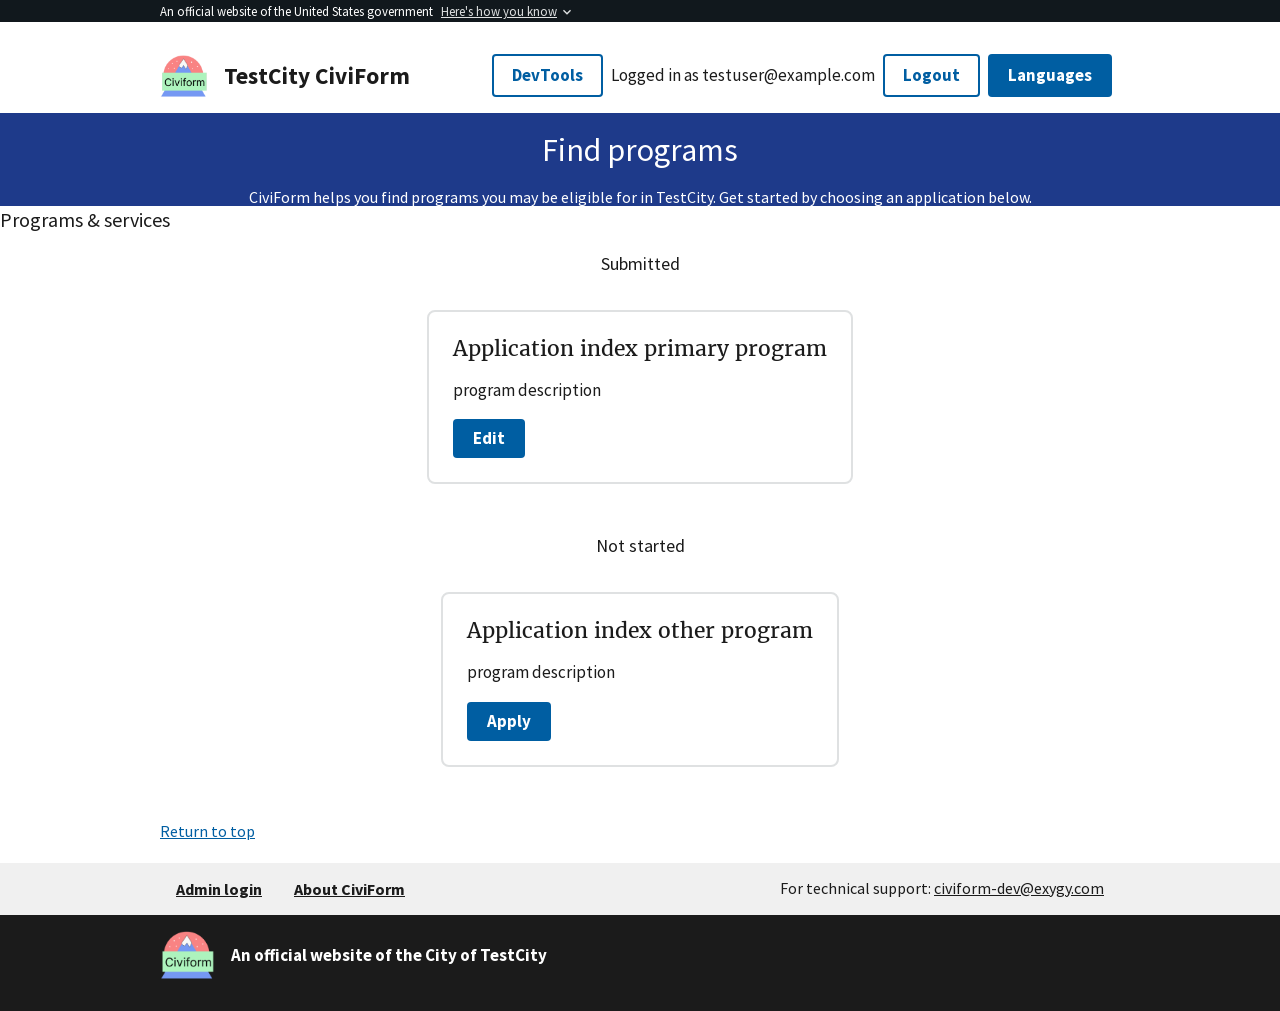 An official website of the United States government Here's how you know
Civiform
TestCity CiviForm
DevTools
Logged in as testuser@example.com
Logout
Languages
Find programs
CiviForm helps you find programs you may be eligible for in TestCity. Get started by choosing an application below.
Programs & services
Submitted
Application index primary program
program description
Edit
Not started
Application index other program
program description
Apply
Return to top
Admin login
About CiviForm
For technical support: civiform-dev@exygy.com
Civiform
An official website of the City of TestCity